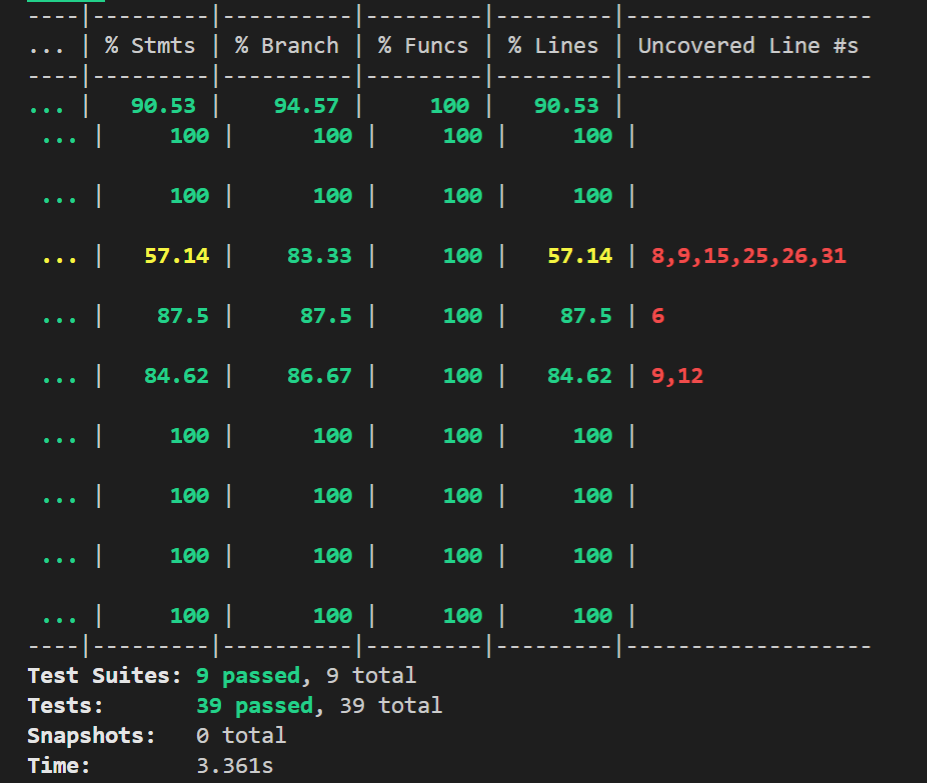 ----|---------|----------|---------|---------|-------------------
... | % Stmts | % Branch | % Funcs | % Lines | Uncovered Line #s
----|---------|----------|---------|---------|-------------------
... | 90.53 | 94.57 | 100 | 90.53 |
... | 100 | 100 | 100 | 100 |
... | 100 | 100 | 100 | 100 |
... | 57.14 | 83.33 | 100 | 57.14 | 8,9,15,25,26,31
... | 87.5 | 87.5 | 100 | 87.5 | 6
... | 84.62 | 86.67 | 100 | 84.62 | 9,12
... | 100 | 100 | 100 | 100 |
... | 100 | 100 | 100 | 100 |
... | 100 | 100 | 100 | 100 |
... | 100 | 100 | 100 | 100 |
----|---------|----------|---------|---------|-------------------
Test Suites: 9 passed, 9 total
Tests: 39 passed, 39 total
Snapshots: 0 total
Time: 3.361s